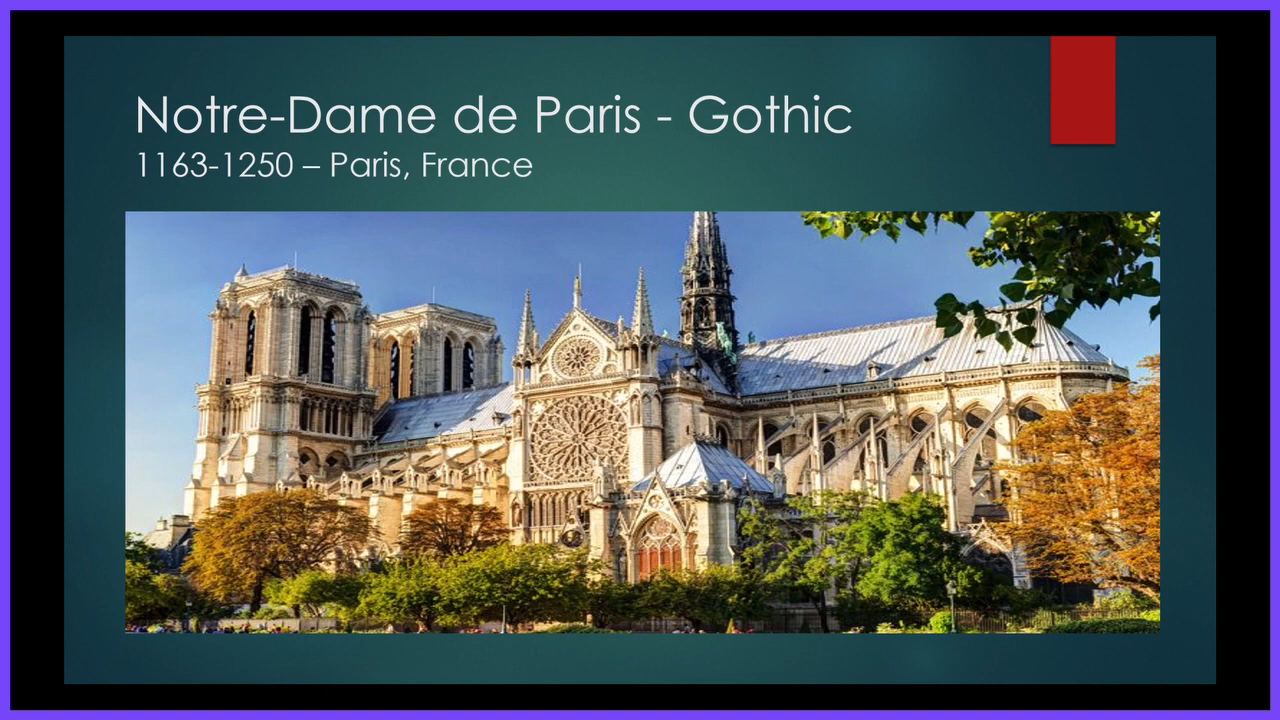 Notre-Dame de Paris - Gothic
1163-1250 – Paris, France